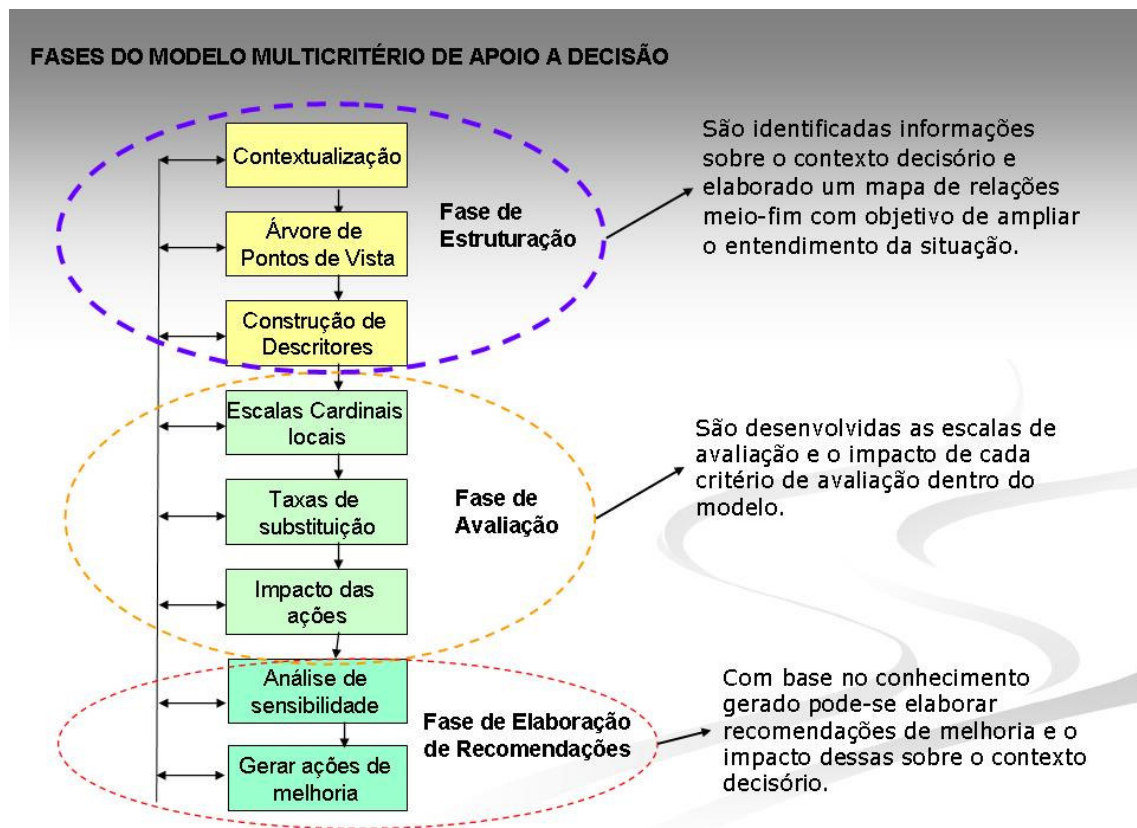 FASES DO MODELO MULTICRITÉRIO DE APOIO A DECISÃO
Contextualização
Árvore de
Pontos de Vista
Construção de
Descritores
Fase de
Estruturação
São identificadas informações
sobre o contexto decisório e
elaborado um mapa de relações
meio-fim com objetivo de ampliar
o entendimento da situação.
Escalas Cardinais
locais
Taxas de
substituição
Impacto das
ações
Fase de
Avaliação
São desenvolvidas as escalas de
avaliação e o impacto de cada
critério de avaliação dentro do
modelo.
Análise de
sensibilidade
Gerar ações de
melhoria
Fase de Elaboração
de Recomendações
Com base no conhecimento
gerado pode-se elaborar
recomendações de melhoria e o
impacto dessas sobre o contexto
decisório.